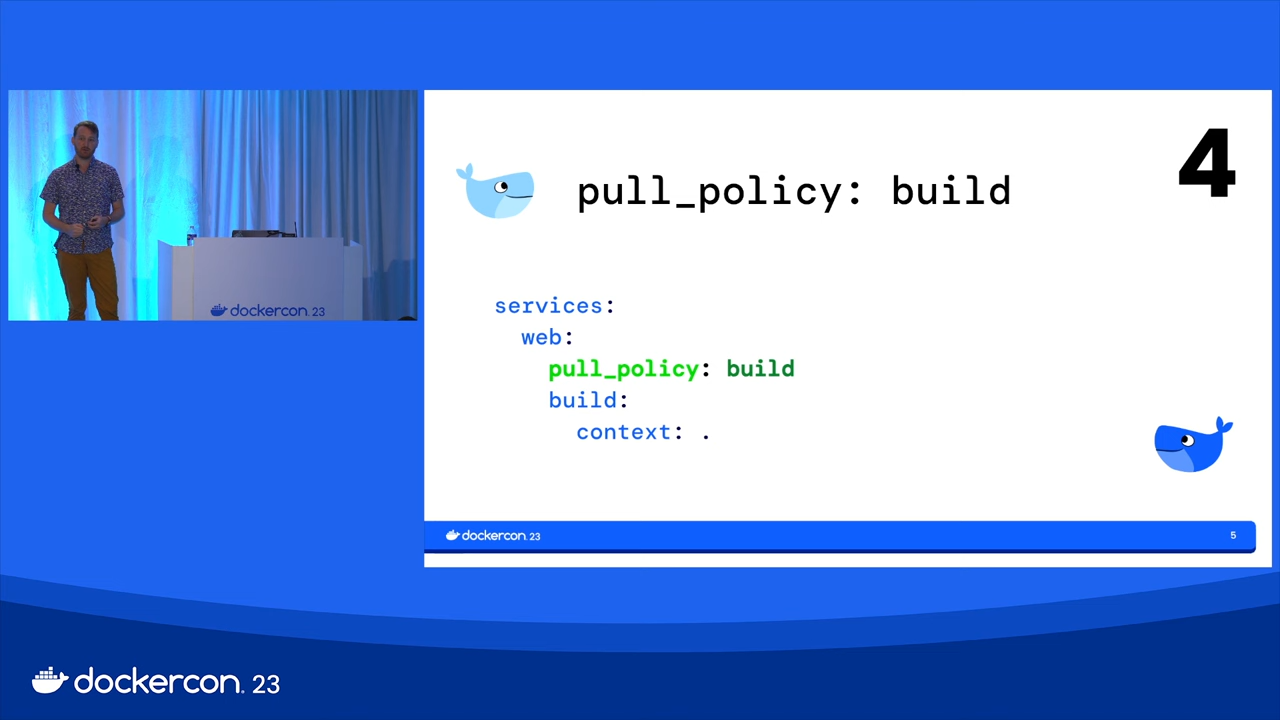 dockercon. 23
4
pull_policy: build
services:
web:
pull_policy: build
build:
context: .
dockercon. 23
5
dockercon. 23